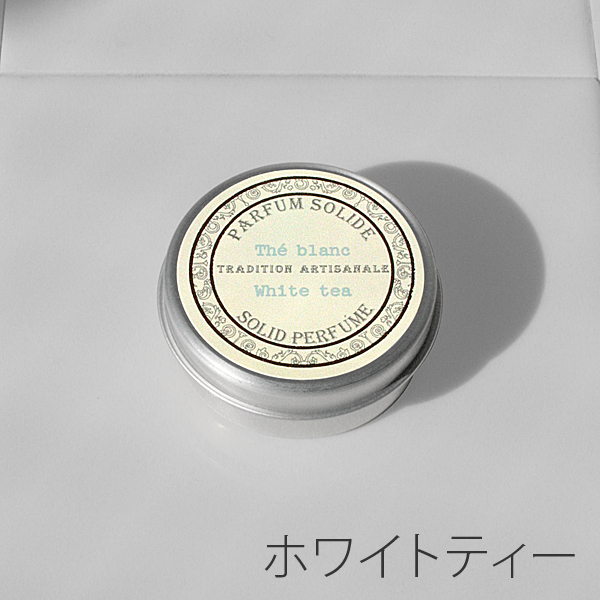 PARFUM SOLIDE
Thé blanc
TRADITION ARTISANALE
White tea
SOLID PERFUME
ホワイトティー